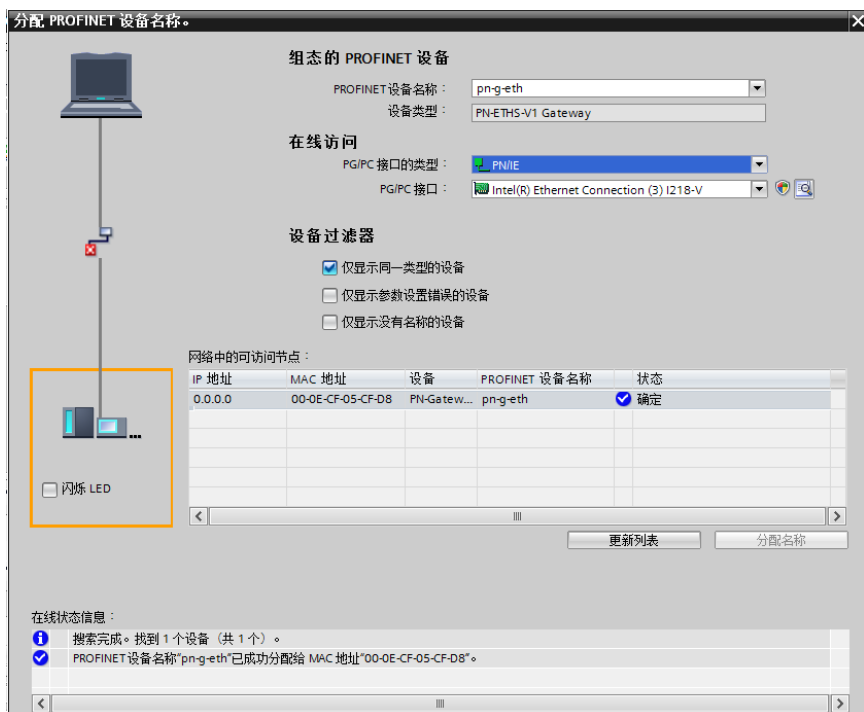 分配 PROFINET 设备名称。
组态的 PROFINET 设备
PROFINET设备名称： pn-g-eth
设备类型： PN-ETHS-V1 Gateway
在线访问
PG/PC 接口的类型： PN/IE
PG/PC 接口： Intel(R) Ethernet Connection (3) I218-V
设备过滤器
仅显示同一类型的设备
仅显示参数设置错误的设备
仅显示没有名称的设备
网络中的可访问节点：
IP 地址 MAC 地址 设备 PROFINET 设备名称 状态
0.0.0.0 00-0E-CF-05-CF-D8 PN-Gatew... pn-g-eth 确定
闪烁 LED
更新列表 分配名称
在线状态信息：
搜索完成。找到 1 个设备（共 1 个）。
PROFINET设备名称"pn-g-eth"已成功分配给 MAC 地址"00-0E-CF-05-CF-D8"。